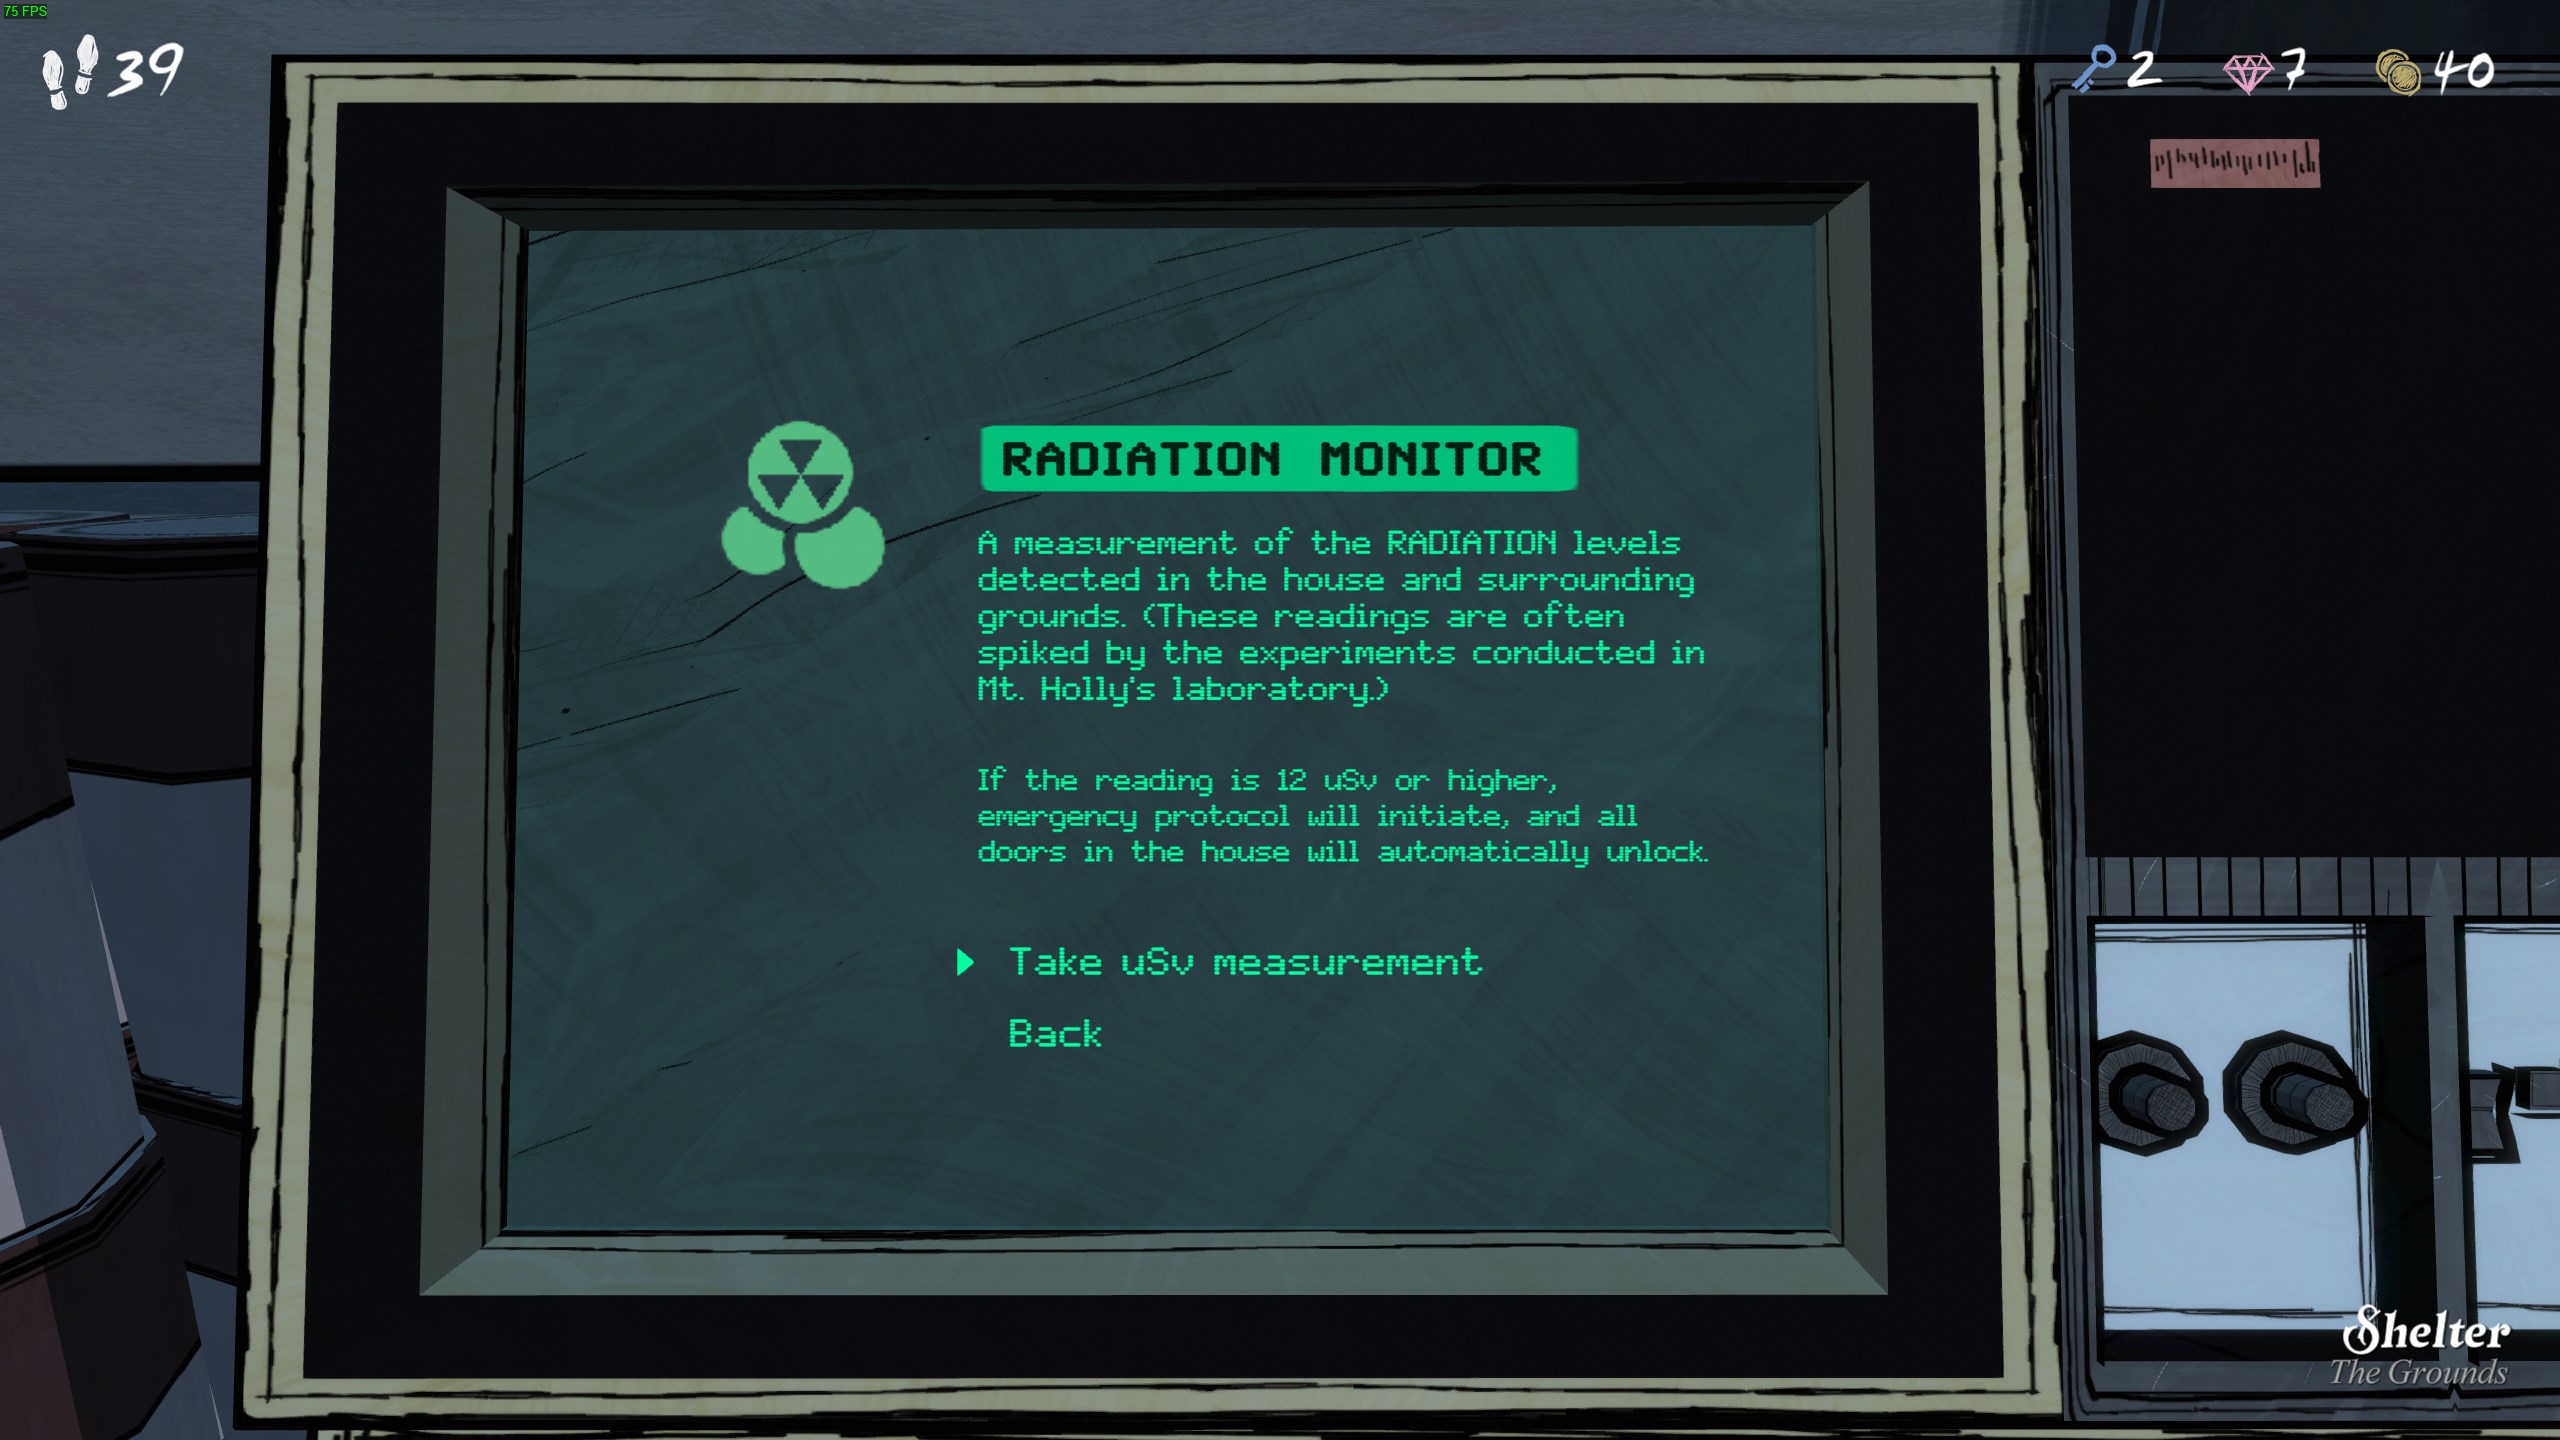 75 FPS
39
2
7
40
RADIATION MONITOR
A measurement of the RADIATION levels
detected in the house and surrounding
grounds. (These readings are often
spiked by the experiments conducted in
Mt. Holly's laboratory.)
If the reading is 12 uSv or higher,
emergency protocol will initiate, and all
doors in the house will automatically unlock.
Take uSv measurement
Back
Shelter
The Grounds